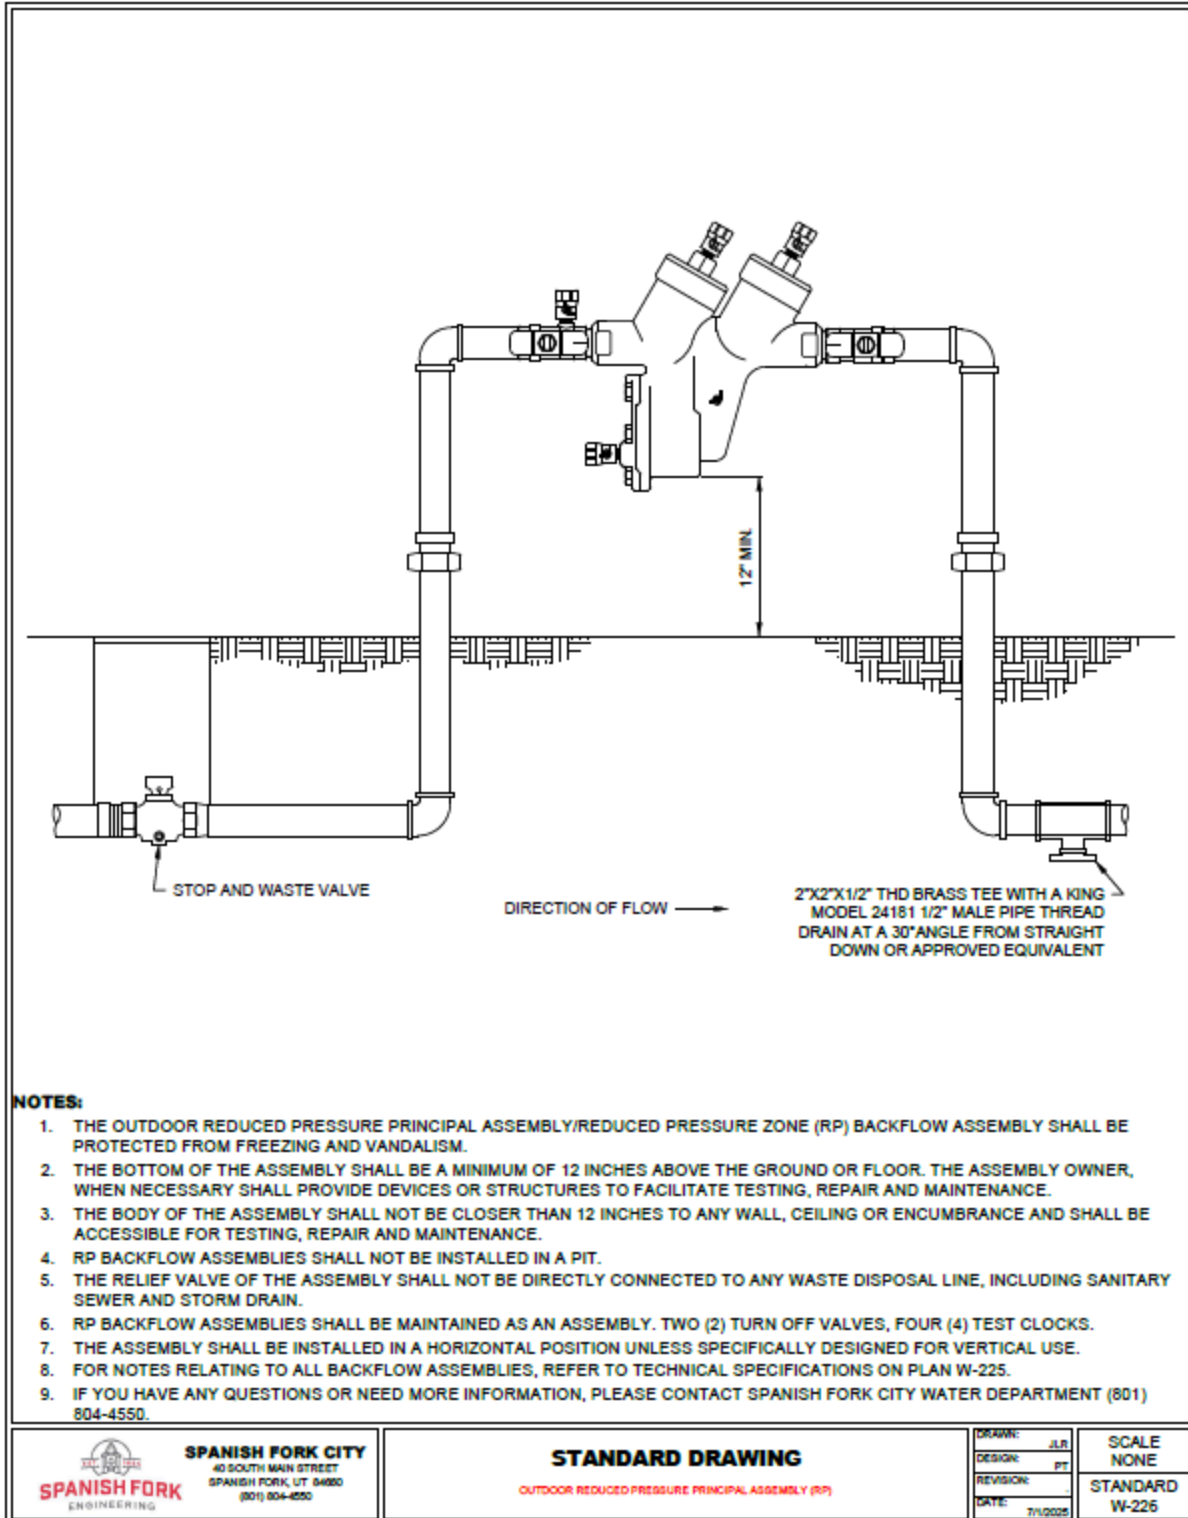 12" MIN.
STOP AND WASTE VALVE
DIRECTION OF FLOW
2"X2"X1/2" THD BRASS TEE WITH A KING
MODEL 24181 1/2" MALE PIPE THREAD
DRAIN AT A 30°ANGLE FROM STRAIGHT
DOWN OR APPROVED EQUIVALENT
NOTES:
1. THE OUTDOOR REDUCED PRESSURE PRINCIPAL ASSEMBLY/REDUCED PRESSURE ZONE (RP) BACKFLOW ASSEMBLY SHALL BE
PROTECTED FROM FREEZING AND VANDALISM.
2. THE BOTTOM OF THE ASSEMBLY SHALL BE A MINIMUM OF 12 INCHES ABOVE THE GROUND OR FLOOR. THE ASSEMBLY OWNER,
WHEN NECESSARY SHALL PROVIDE DEVICES OR STRUCTURES TO FACILITATE TESTING, REPAIR AND MAINTENANCE.
3. THE BODY OF THE ASSEMBLY SHALL NOT BE CLOSER THAN 12 INCHES TO ANY WALL, CEILING OR ENCUMBRANCE AND SHALL BE
ACCESSIBLE FOR TESTING, REPAIR AND MAINTENANCE.
4. RP BACKFLOW ASSEMBLIES SHALL NOT BE INSTALLED IN A PIT.
5. THE RELIEF VALVE OF THE ASSEMBLY SHALL NOT BE DIRECTLY CONNECTED TO ANY WASTE DISPOSAL LINE, INCLUDING SANITARY
SEWER AND STORM DRAIN.
6. RP BACKFLOW ASSEMBLIES SHALL BE MAINTAINED AS AN ASSEMBLY. TWO (2) TURN OFF VALVES, FOUR (4) TEST CLOCKS.
7. THE ASSEMBLY SHALL BE INSTALLED IN A HORIZONTAL POSITION UNLESS SPECIFICALLY DESIGNED FOR VERTICAL USE.
8. FOR NOTES RELATING TO ALL BACKFLOW ASSEMBLIES, REFER TO TECHNICAL SPECIFICATIONS ON PLAN W-225.
9. IF YOU HAVE ANY QUESTIONS OR NEED MORE INFORMATION, PLEASE CONTACT SPANISH FORK CITY WATER DEPARTMENT (801)
804-4550.
SPANISH FORK
ENGINEERING
SPANISH FORK CITY
40 SOUTH MAIN STREET
SPANISH FORK, UT 84660
(801) 804-4550
STANDARD DRAWING
OUTDOOR REDUCED PRESSURE PRINCIPAL ASSEMBLY (RP)
DRAWN: JLR
DESIGN: PT
REVISION:
DATE: 7/1/2025
SCALE
NONE
STANDARD
W-226